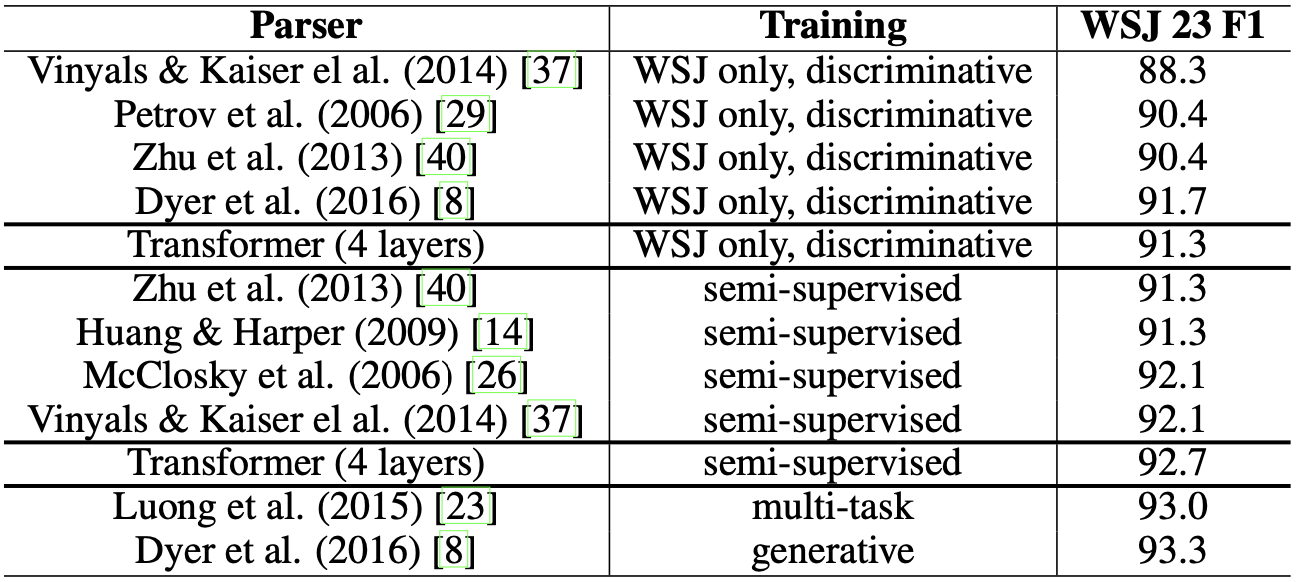 Parser Training WSJ 23 F1
Vinyals & Kaiser el al. (2014) [37] WSJ only, discriminative 88.3
Petrov et al. (2006) [29] WSJ only, discriminative 90.4
Zhu et al. (2013) [40] WSJ only, discriminative 90.4
Dyer et al. (2016) [8] WSJ only, discriminative 91.7
Transformer (4 layers) WSJ only, discriminative 91.3
Zhu et al. (2013) [40] semi-supervised 91.3
Huang & Harper (2009) [14] semi-supervised 91.3
McClosky et al. (2006) [26] semi-supervised 92.1
Vinyals & Kaiser el al. (2014) [37] semi-supervised 92.1
Transformer (4 layers) semi-supervised 92.7
Luong et al. (2015) [23] multi-task 93.0
Dyer et al. (2016) [8] generative 93.3